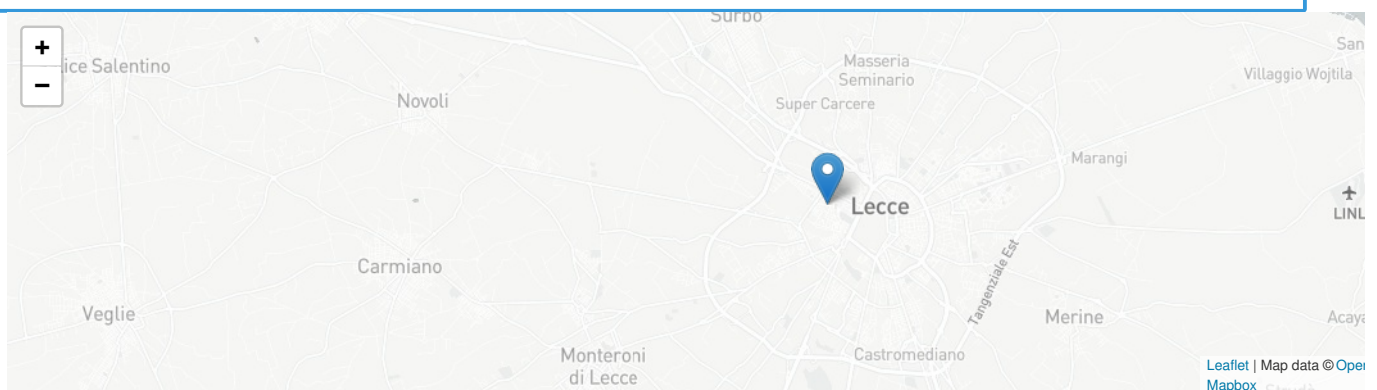 Surbo
+
ice Salentino
−
Masseria
Seminario
San
Villaggio Wojtila
Novoli
Super Carcere
Marangi
Lecce
LINL
Carmiano
Tangenziale Est
Veglie
Merine
Acaya
Monteroni
di Lecce
Castromediano
Leaflet | Map data © Open
Mapbox